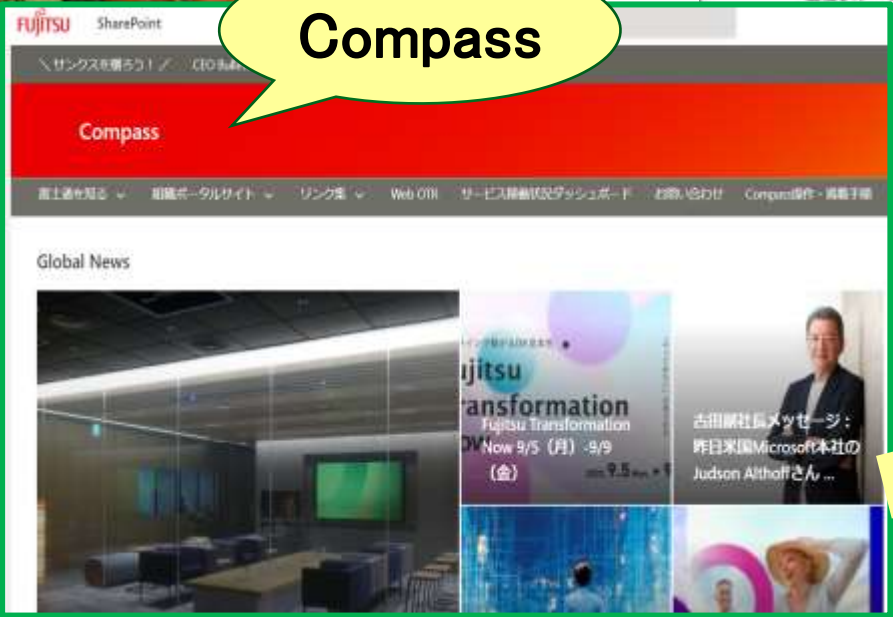 Compass
FUJITSU SharePoint
＼サンクスを贈ろう！／ CEO
Compass
富士通を知る 組織ポータルサイト リンク集 Web OTR サービス稼働状況ダッシュボード お問い合わせ Compass操作・掲載手順
Global News
ujitsu
ransformation
Fujitsu Transformation
Now 9/5（月）-9/9
（金）
9.5
古田副社長メッセージ：
昨日米国Microsoft本社の
Judson Althoffさん ...